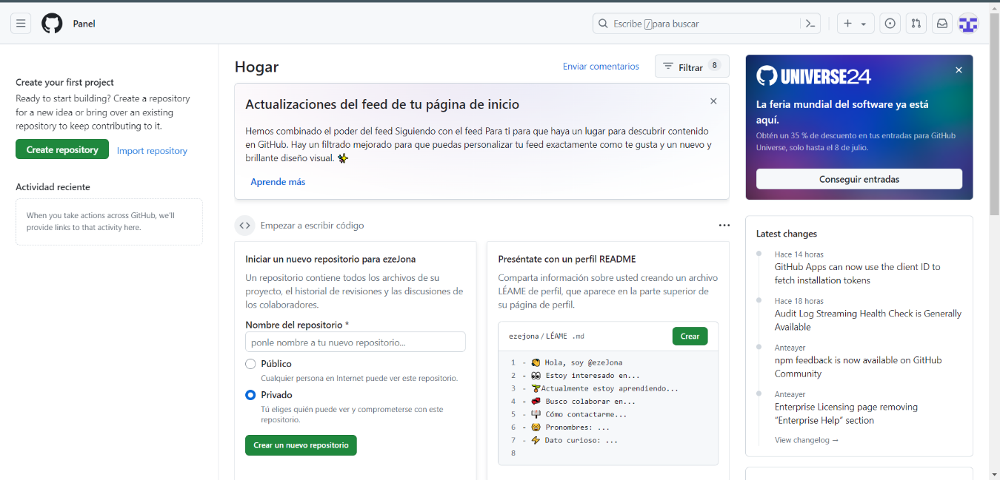 Panel
Escribe / para buscar
Create your first project
Ready to start building? Create a repository
for a new idea or bring over an existing
repository to keep contributing to it.
Create repository
Import repository
Actividad reciente
When you take actions across GitHub, we'll
provide links to that activity here.
Hogar
Enviar comentarios
Filtrar 8
Actualizaciones del feed de tu página de inicio
Hemos combinado el poder del feed Siguiendo con el feed Para ti para que haya un lugar para descubrir contenido
en GitHub. Hay un filtrado mejorado para que puedas personalizar tu feed exactamente como te gusta y un nuevo y
brillante diseño visual. ✨
Aprende más
Empezar a escribir código
Iniciar un nuevo repositorio para ezeJona
Un repositorio contiene todos los archivos de su
proyecto, el historial de revisiones y las discusiones de
los colaboradores.
Nombre del repositorio *
ponle nombre a tu nuevo repositorio...
Público
Cualquier persona en Internet puede ver este repositorio.
Privado
Tú eliges quién puede ver y comprometerse con este
repositorio.
Crear un nuevo repositorio
Preséntate con un perfil README
Comparta información sobre usted creando un archivo
LÉAME de perfil, que aparece en la parte superior de
su página de perfil.
ezejona/LÉAME .md
Crear
1 - 👋 Hola, soy @ezeJona
2 - 👀 Estoy interesado en...
3 - 🌱Actualmente estoy aprendiendo...
4 - 💞️ Busco colaborar en...
5 - 📫 Cómo contactarme...
6 - 😄 Pronombres: ...
7 - ⚡ Dato curioso: ...
8
UNIVERSE24
La feria mundial del software ya está
aquí.
Obtén un 35 % de descuento en tus entradas para GitHub
Universe, solo hasta el 8 de julio.
Conseguir entradas
Latest changes
Hace 14 horas
GitHub Apps can now use the client ID to
fetch installation tokens
Hace 18 horas
Audit Log Streaming Health Check is Generally
Available
Anteayer
npm feedback is now available on GitHub
Community
Anteayer
Enterprise Licensing page removing
"Enterprise Help" section
View changelog →